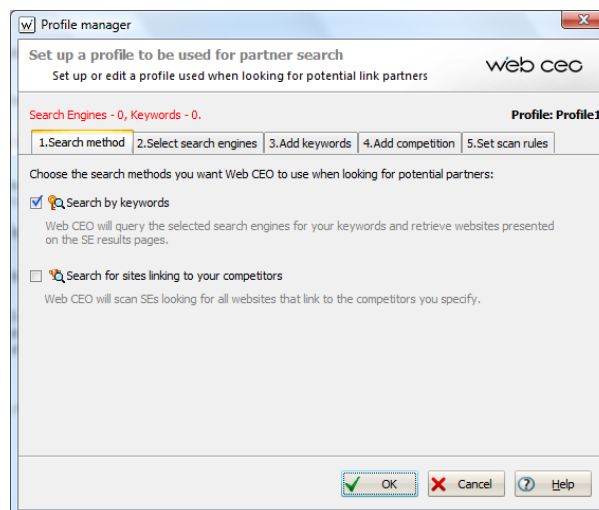 Profile manager
Set up a profile to be used for partner search
Set up or edit a profile used when looking for potential link partners
web ceo
Search Engines - 0, Keywords - 0.
Profile: Profile1
1.Search method 2.Select search engines 3.Add keywords 4.Add competition 5.Set scan rules
Choose the search methods you want Web CEO to use when looking for potential partners:
Search by keywords
Web CEO will query the selected search engines for your keywords and retrieve websites presented
on the SE results pages.
Search for sites linking to your competitors
Web CEO will scan SEs looking for all websites that link to the competitors you specify.
OK Cancel Help